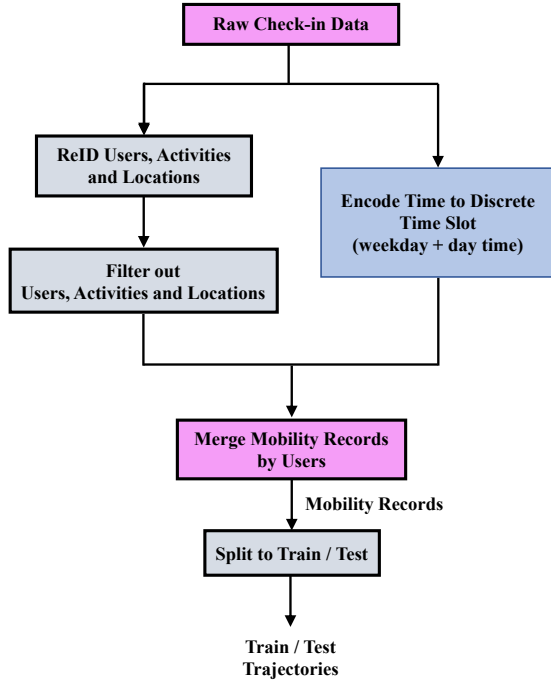 Raw Check-in Data
ReID Users, Activities
and Locations
Encode Time to Discrete
Time Slot
(weekday + day time)
Filter out
Users, Activities and Locations
Merge Mobility Records
by Users
Mobility Records
Split to Train / Test
Train / Test
Trajectories